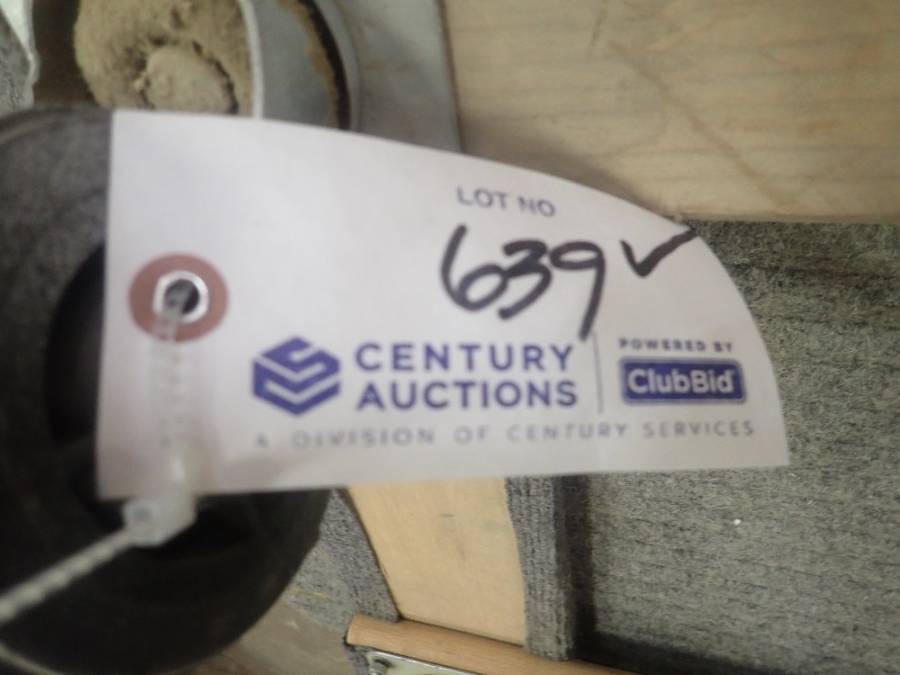 LOT NO
639 ✓
CENTURY
AUCTIONS
POWERED BY
ClubBid
A DIVISION OF CENTURY SERVICES